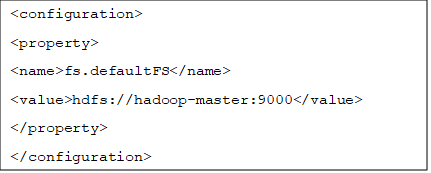 <configuration>
<property>
<name>fs.defaultFS</name>
<value>hdfs://hadoop-master:9000</value>
</property>
</configuration>